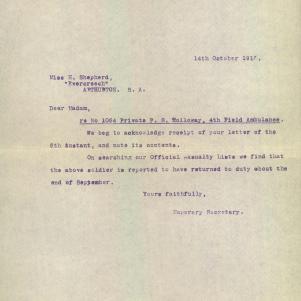 14th October 1916.
Miss H. Shepherd,
"Evercreech"
ARTHURTON. S. A.
Dear Madam,
re No 1064 Private P. S. Holloway, 4th Field Ambulance.
We beg to acknowledge receipt of your letter of the
6th instant, and note its contents.
On searching our Official Casualty lists we find that
the above soldier is reported to have returned to duty about the
end of September.
Yours faithfully,
Honorary Secretary.